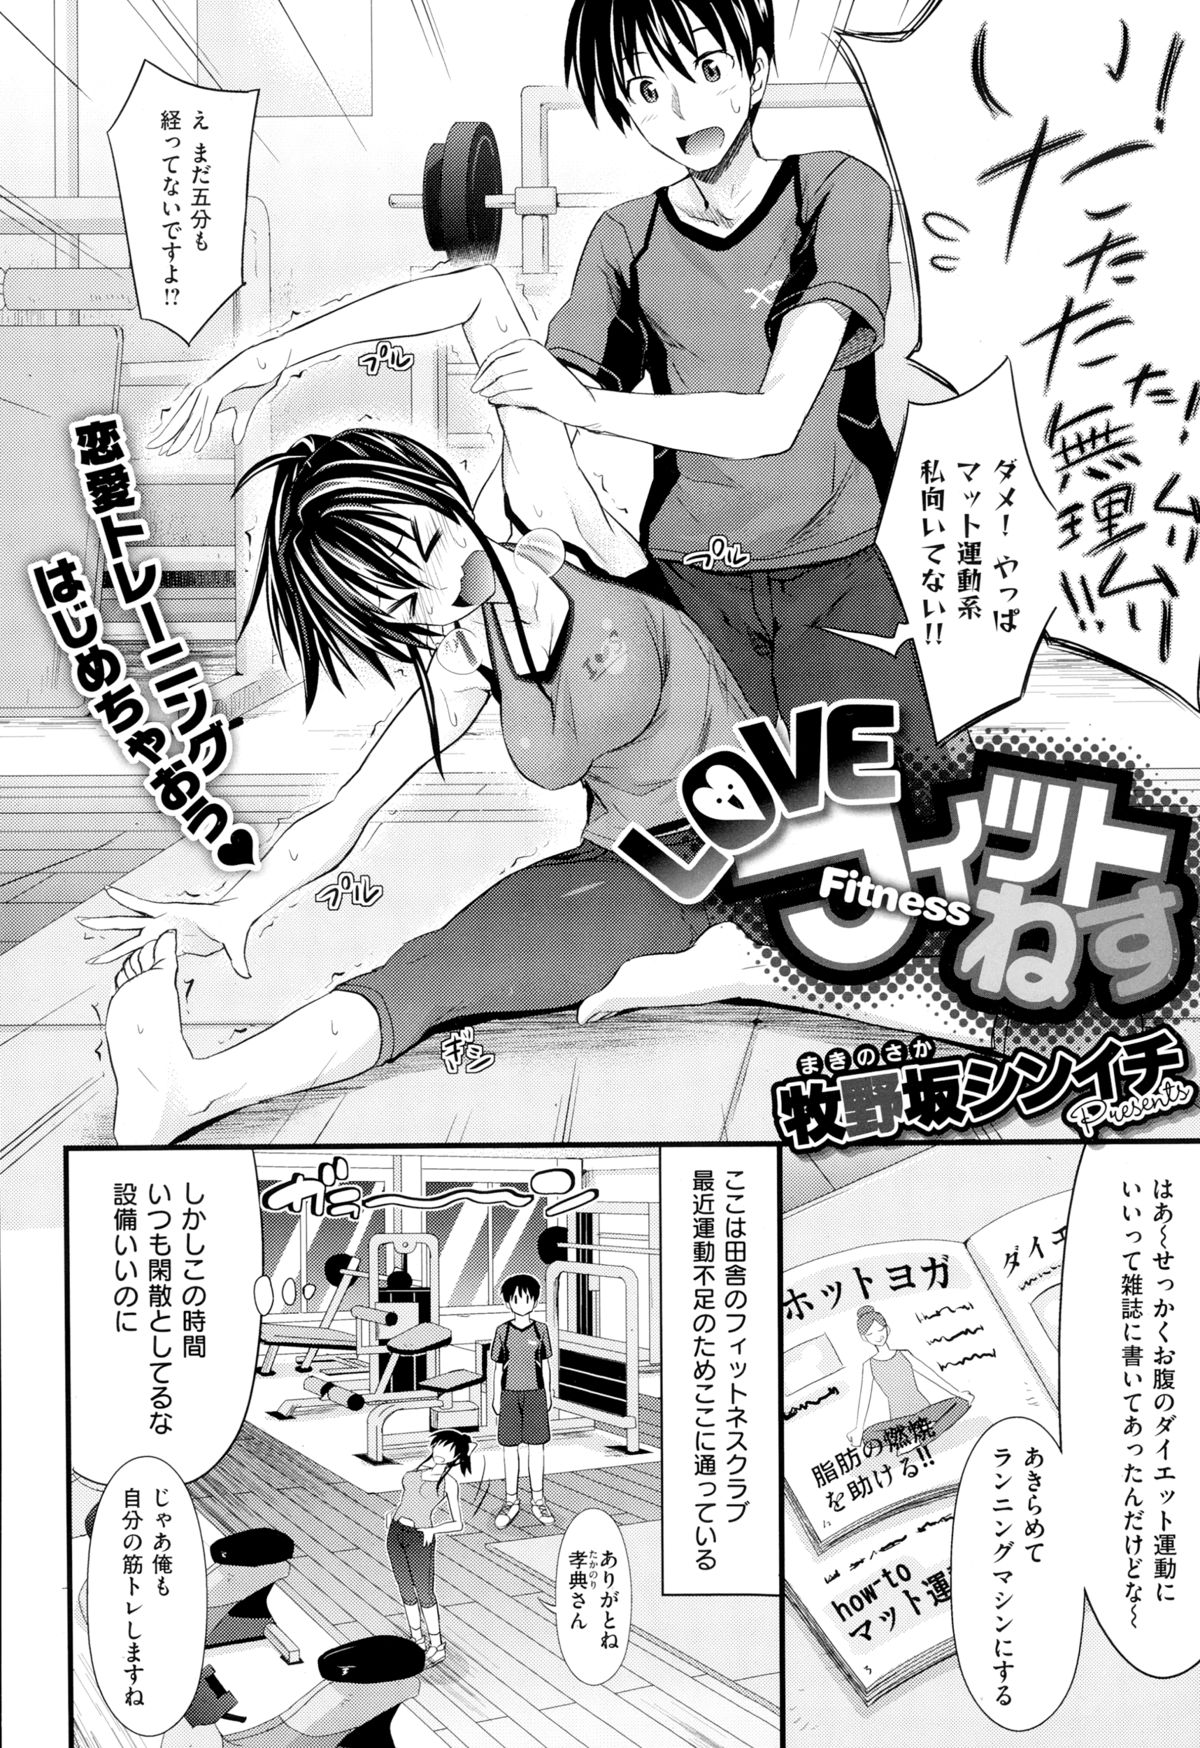 いたたたたた!
ムリムリ無理!!
ダメ! やっぱ
マット運動系
私向いてない!!
え まだ五分も
経ってないですよ!?
プル
プル
プル
プル
ギシ
恋愛トレーニング
はじめちゃおう♥
LOVE
フィットねす
Fitness
まきのさか
牧野坂シンイチ
Presents
はあ〜せっかくお腹のダイエット運動に
いいって雑誌に書いてあったんだけどな〜
ダイエ
ホットヨガ
脂肪の燃焼
を助ける!!
how-to
マット運
あきらめて
ランニングマシンにする
ここは田舎のフィットネスクラブ
最近運動不足のためここに通っている
ガラ〜〜ン
ありがとね
たかのり
孝典さん
しかしこの時間
いつも閑散としてるな
設備いいのに
じゃあ俺も
自分の筋トレしますね